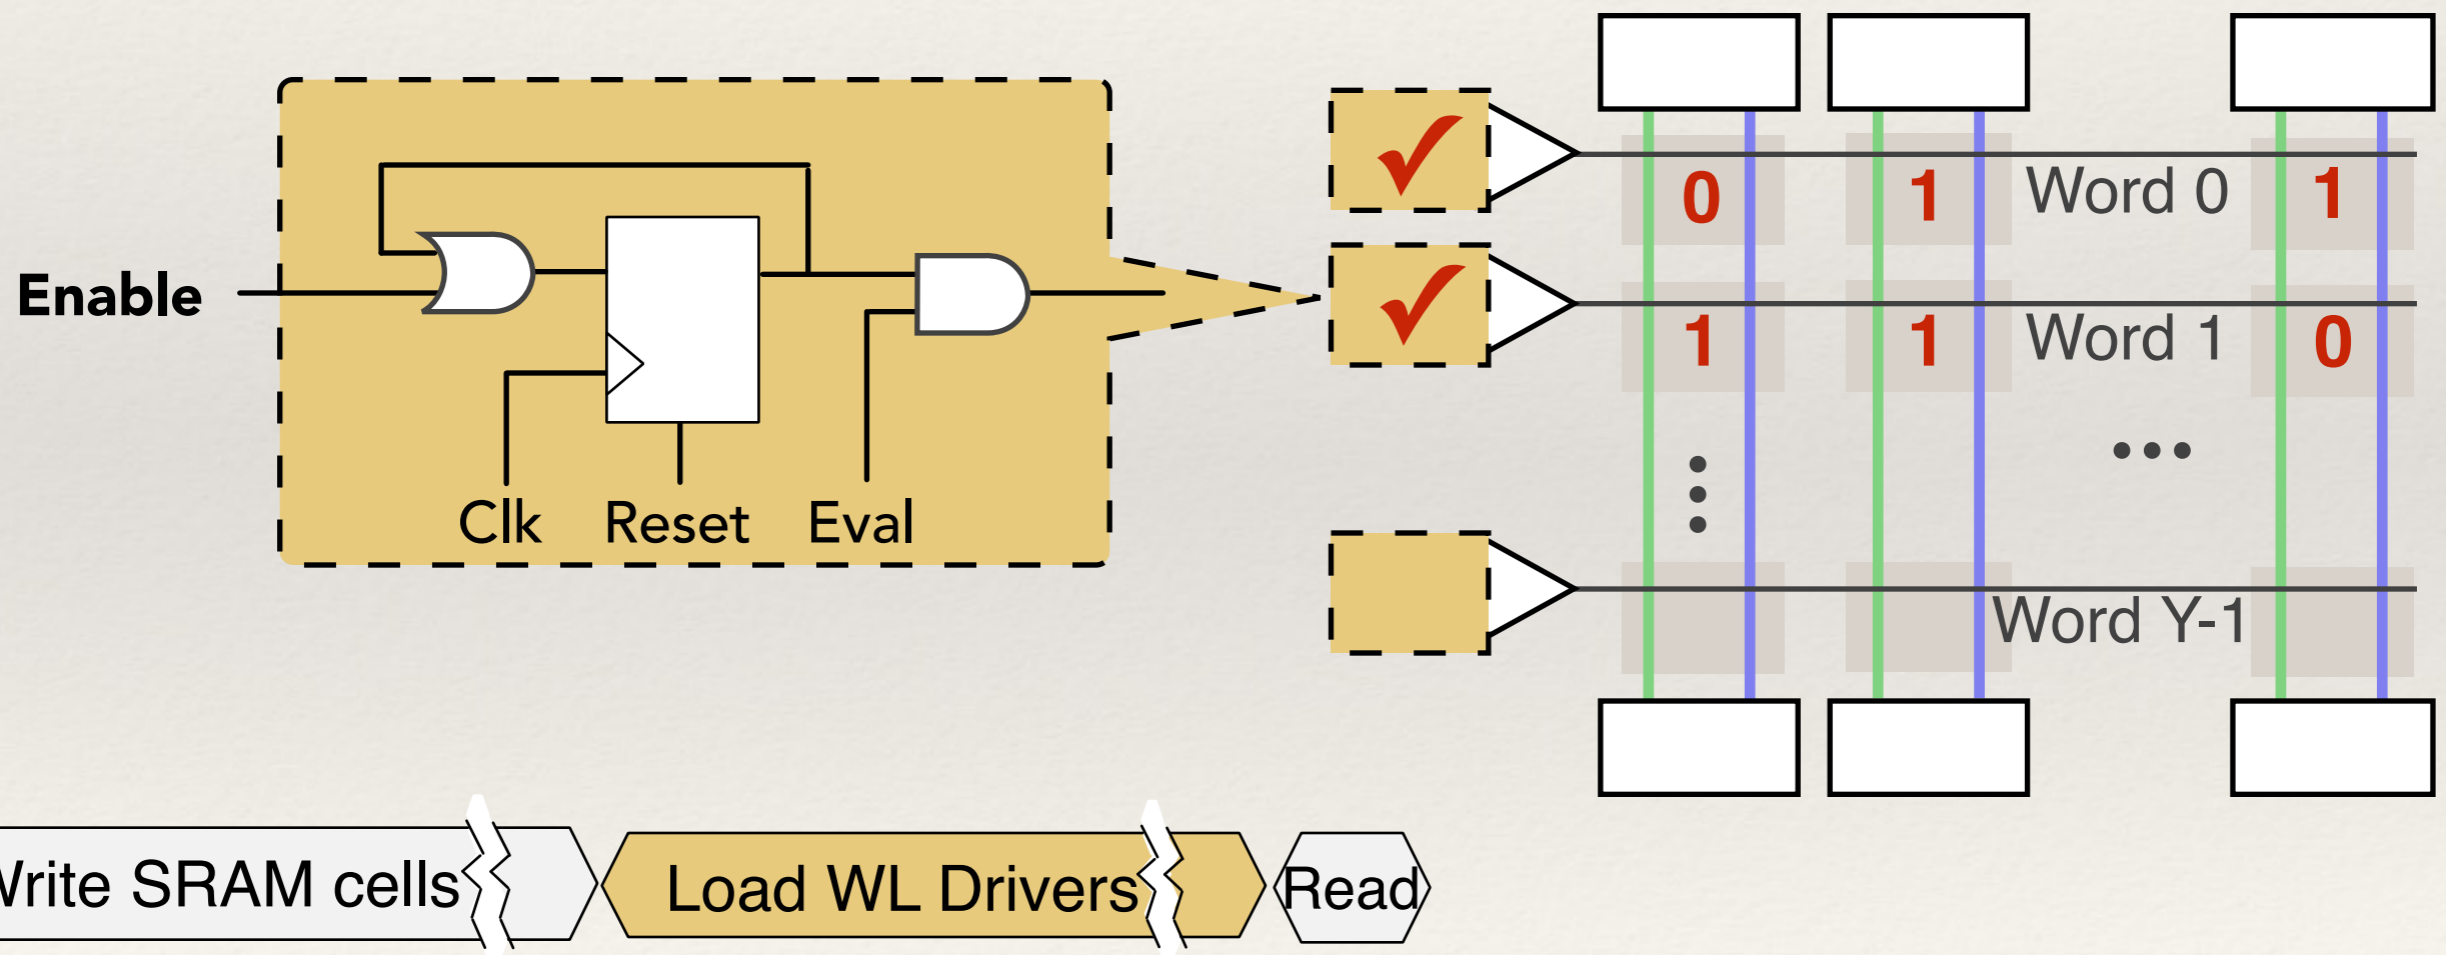 Enable
Clk Reset Eval
0 1 Word 0 1
1 1 Word 1 0
Word Y-1
Write SRAM cells
Load WL Drivers
Read